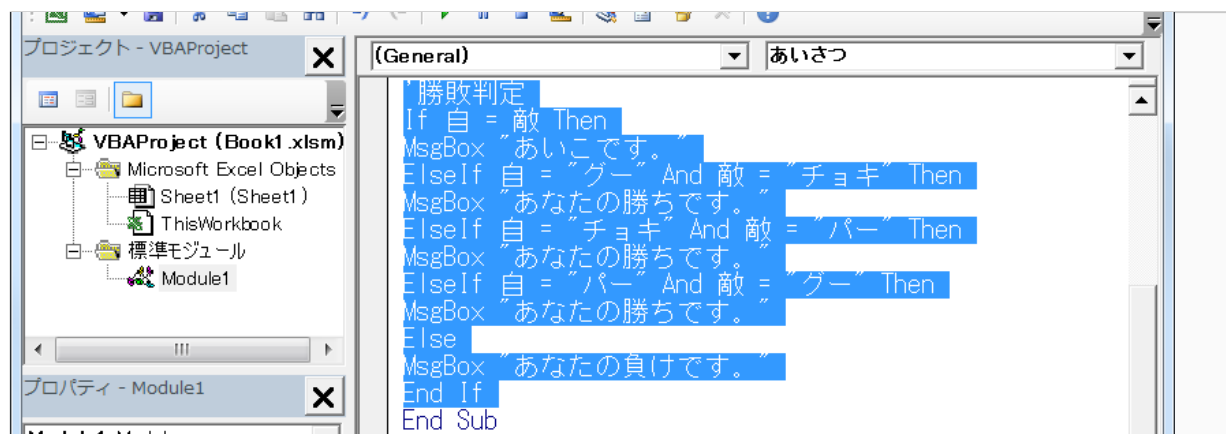 プロジェクト - VBAProject
(General)
あいさつ
VBAProject (Book1.xlsm)
Microsoft Excel Objects
Sheet1 (Sheet1)
ThisWorkbook
標準モジュール
Module1
プロパティ - Module1
'勝敗判定
If 自 = 敵 Then
MsgBox "あいこです。"
ElseIf 自 = "グー" And 敵 = "チョキ" Then
MsgBox "あなたの勝ちです。"
ElseIf 自 = "チョキ" And 敵 = "パー" Then
MsgBox "あなたの勝ちです。"
ElseIf 自 = "パー" And 敵 = "グー" Then
MsgBox "あなたの勝ちです。"
Else
MsgBox "あなたの負けです。"
End If
End Sub